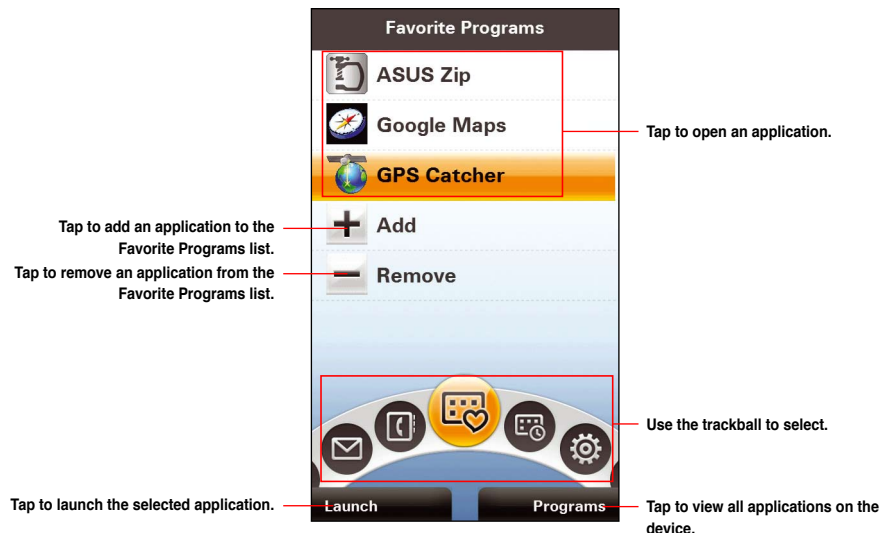 Favorite Programs
ASUS Zip
Google Maps
Tap to open an application.
GPS Catcher
Tap to add an application to the
Favorite Programs list.
Add
Tap to remove an application from the
Favorite Programs list.
Remove
Use the trackball to select.
Tap to launch the selected application.
Launch
Programs
Tap to view all applications on the
device.